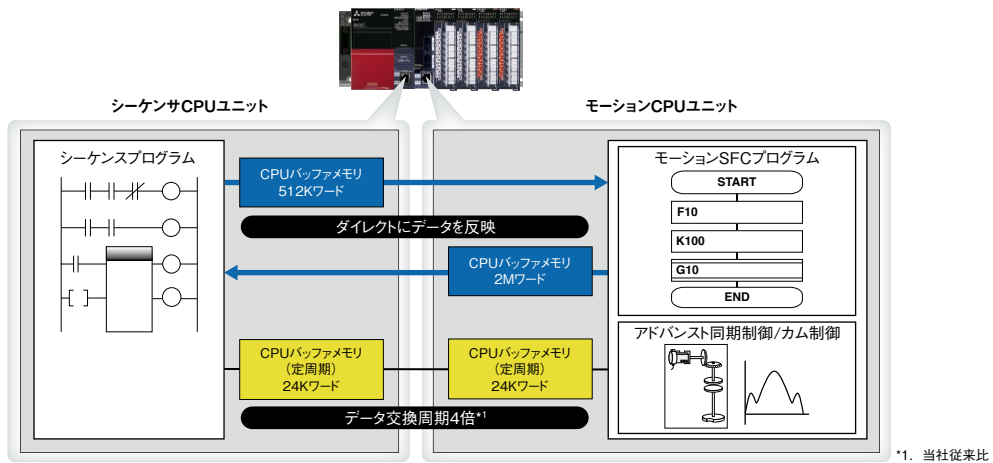 シーケンサCPUユニット
モーションCPUユニット
シーケンスプログラム
CPUバッファメモリ
512Kワード
ダイレクトにデータを反映
CPUバッファメモリ
2Mワード
CPUバッファメモリ
(定周期)
24Kワード
CPUバッファメモリ
(定周期)
24Kワード
データ交換周期4倍*1
モーションSFCプログラム
START
F10
K100
G10
END
アドバンスト同期制御/カム制御
*1. 当社従来比